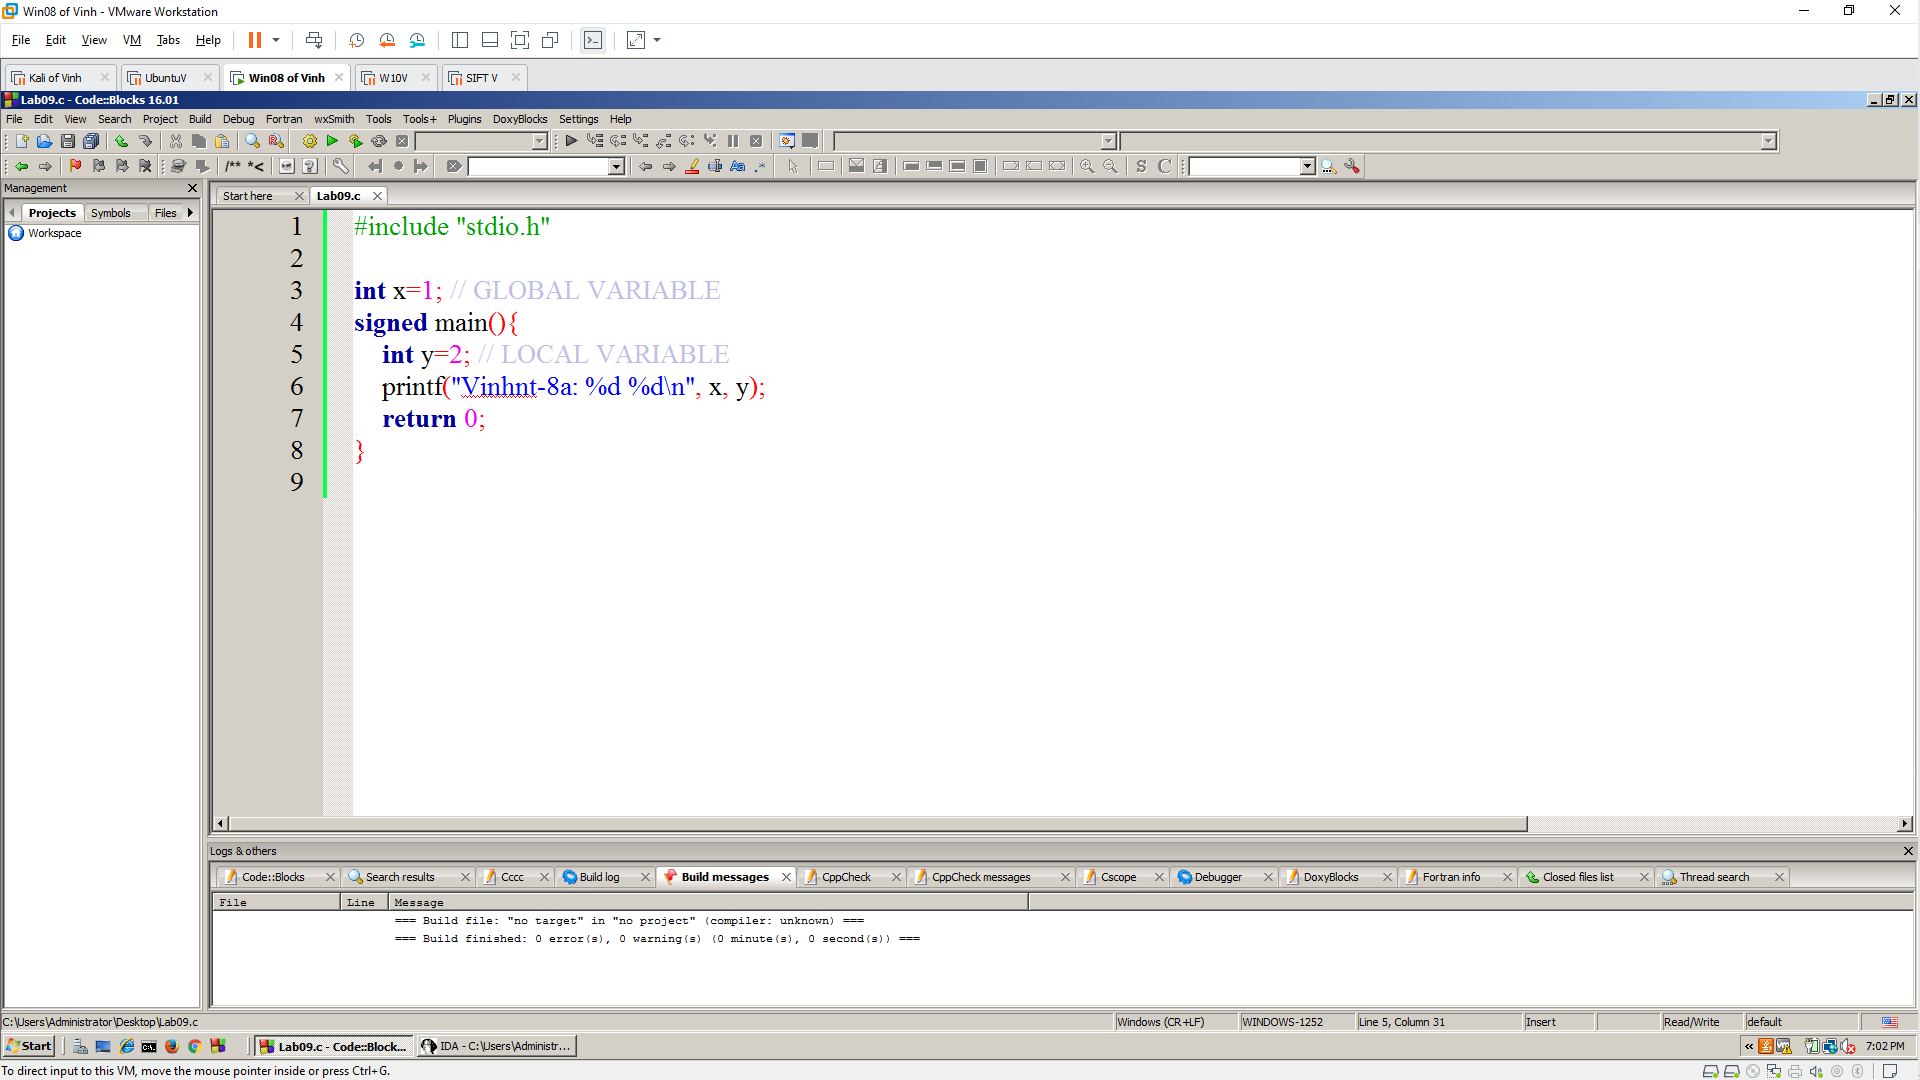 Win08 of Vinh - VMware Workstation
File Edit View VM Tabs Help
Kali of Vinh UbuntuV Win08 of Vinh W10V SIFT V
Lab09.c - Code::Blocks 16.01
File Edit View Search Project Build Debug Fortran wxSmith Tools Tools+ Plugins DoxyBlocks Settings Help
/** *<
S C
Management
Start here Lab09.c
Projects Symbols Files
Workspace
1 #include "stdio.h"
2
3 int x=1; // GLOBAL VARIABLE
4 signed main(){
5 int y=2; // LOCAL VARIABLE
6 printf("Vinhnt-8a: %d %d\n", x, y);
7 return 0;
8 }
9
Logs & others
Code::Blocks Search results Cccc Build log Build messages CppCheck CppCheck messages Cscope Debugger DoxyBlocks Fortran info Closed files list Thread search
File Line Message
=== Build file: "no target" in "no project" (compiler: unknown) ===
=== Build finished: 0 error(s), 0 warning(s) (0 minute(s), 0 second(s)) ===
C:\Users\Administrator\Desktop\Lab09.c Windows (CR+LF) WINDOWS-1252 Line 5, Column 31 Insert Read/Write default
Start Lab09.c - Code::Block... IDA - C:\Users\Administr... 7:02 PM
To direct input to this VM, move the mouse pointer inside or press Ctrl+G.